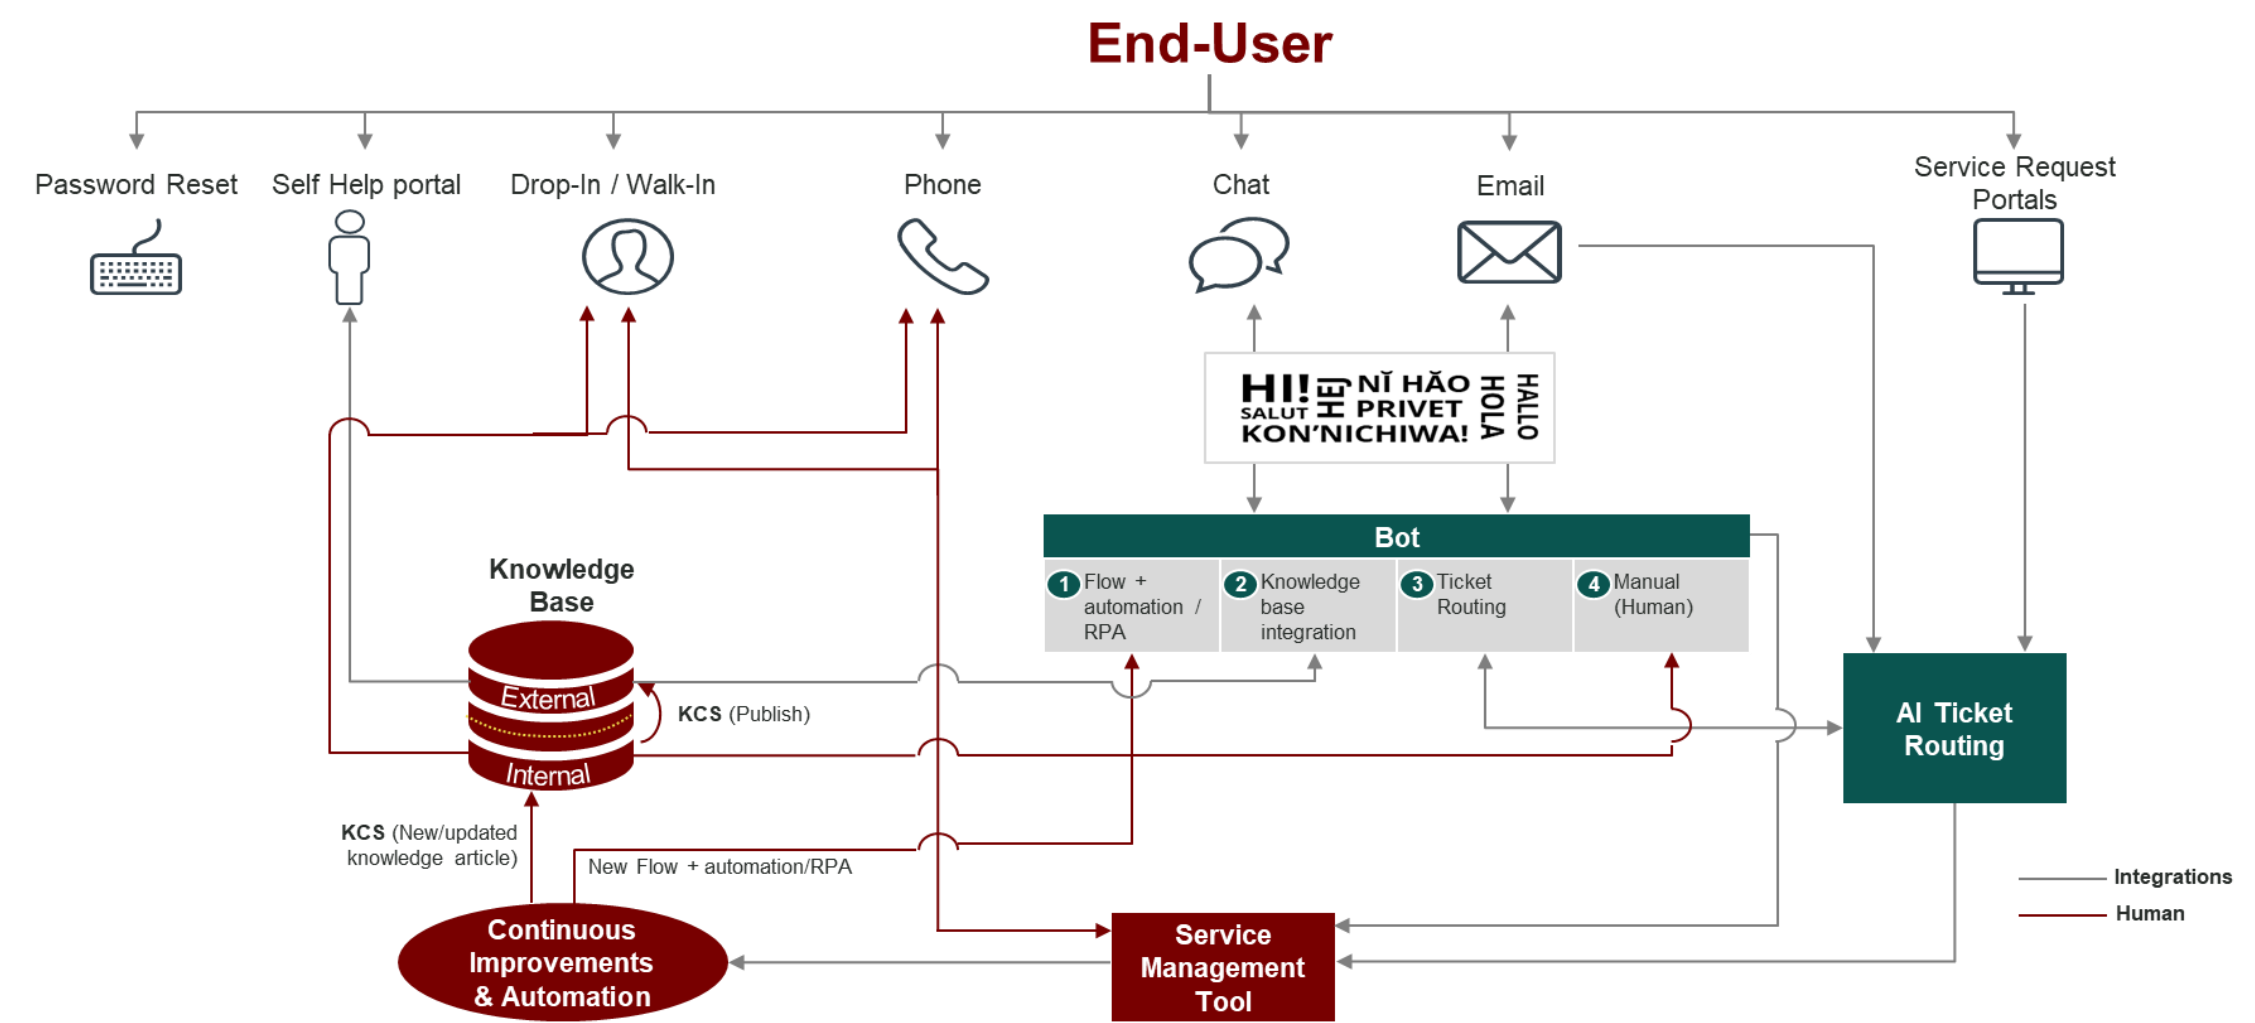 End-User
Password Reset
Self Help portal
Drop-In / Walk-In
Phone
Chat
Email
Service Request
Portals
HI!
SALUT
HEJ
NǏ HǍO
PRIVET
KON'NICHIWA!
HOLA
HALLO
Bot
1 Flow +
automation /
RPA
2 Knowledge
base
integration
3 Ticket
Routing
4 Manual
(Human)
Knowledge
Base
External
Internal
KCS (Publish)
AI Ticket
Routing
KCS (New/updated
knowledge article)
New Flow + automation/RPA
Integrations
Human
Continuous
Improvements
& Automation
Service
Management
Tool